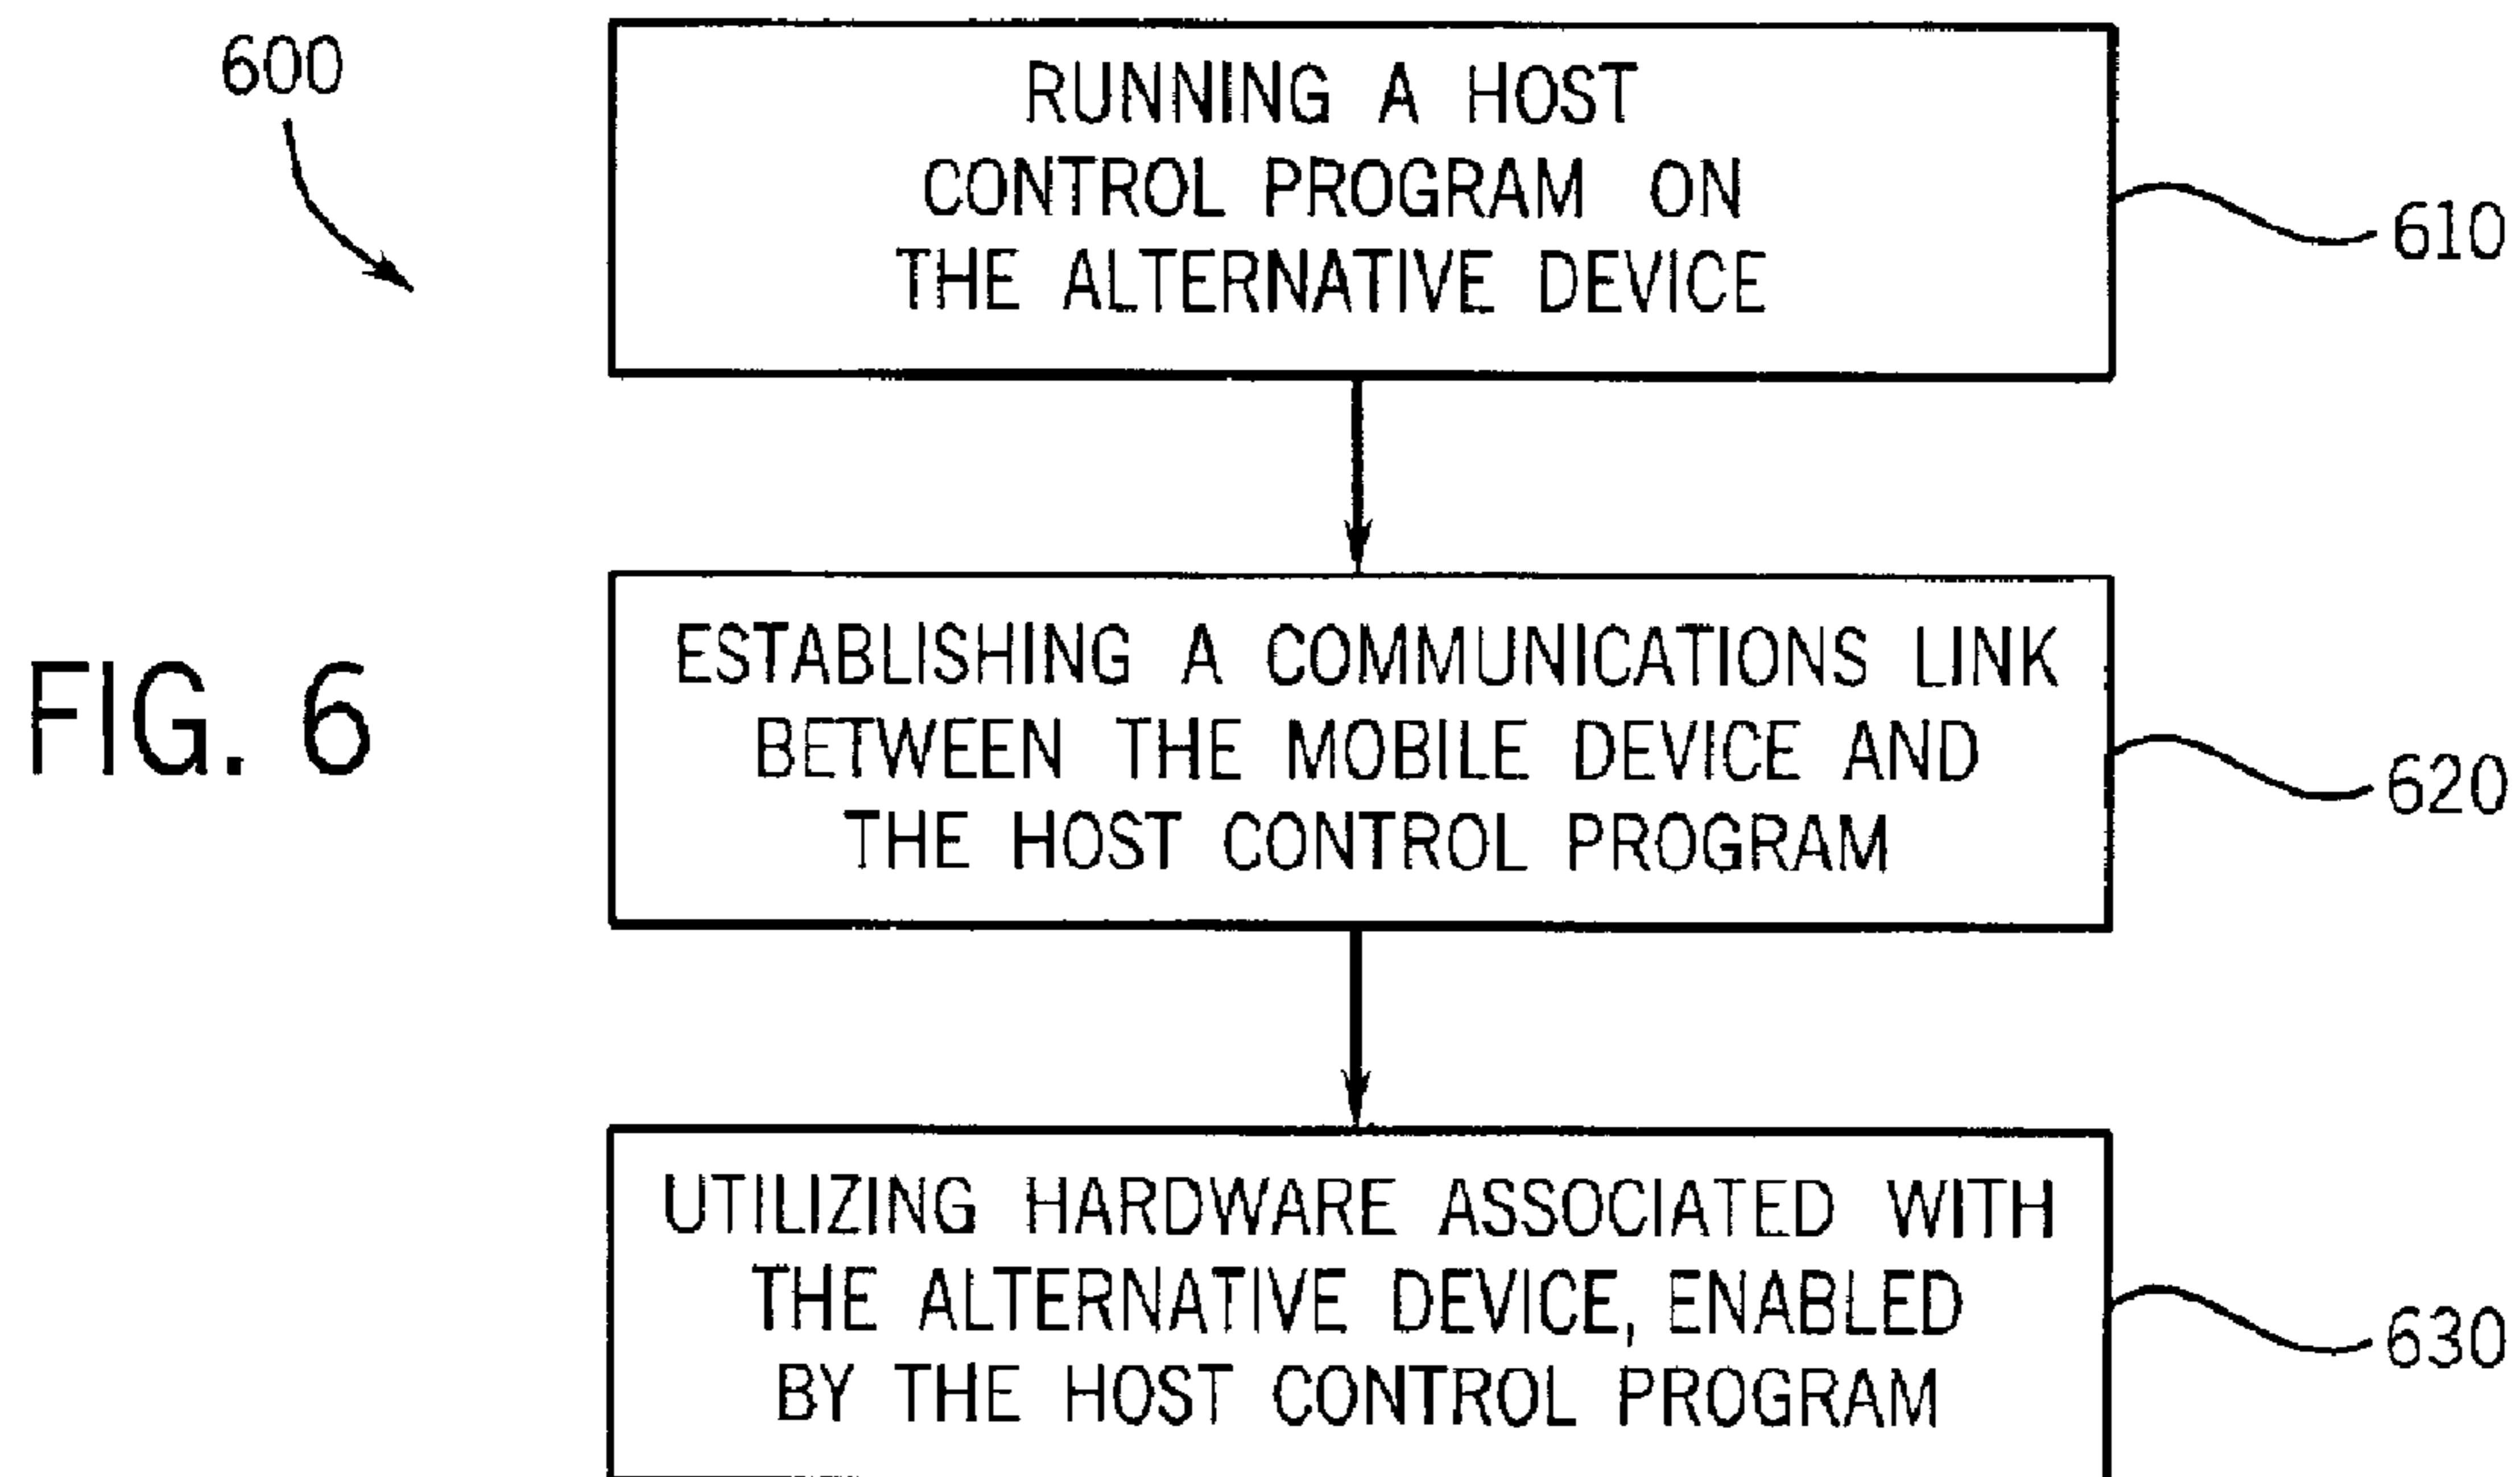 600
RUNNING A HOST
CONTROL PROGRAM ON
THE ALTERNATIVE DEVICE
610
ESTABLISHING A COMMUNICATIONS LINK
BETWEEN THE MOBILE DEVICE AND
THE HOST CONTROL PROGRAM
620
FIG. 6
UTILIZING HARDWARE ASSOCIATED WITH
THE ALTERNATIVE DEVICE, ENABLED
BY THE HOST CONTROL PROGRAM
630